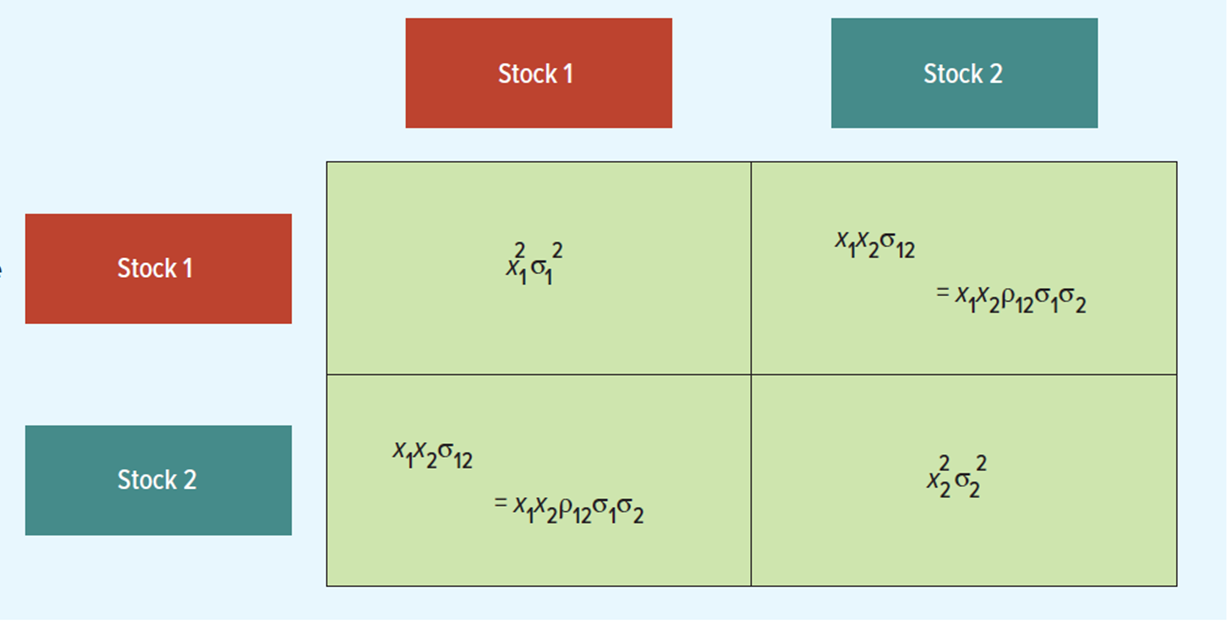 Stock 1
Stock 2
Stock 1
x₁²σ₁²
x₁x₂σ₁₂
= x₁x₂ρ₁₂σ₁σ₂
Stock 2
x₁x₂σ₁₂
= x₁x₂ρ₁₂σ₁σ₂
x₂²σ₂²